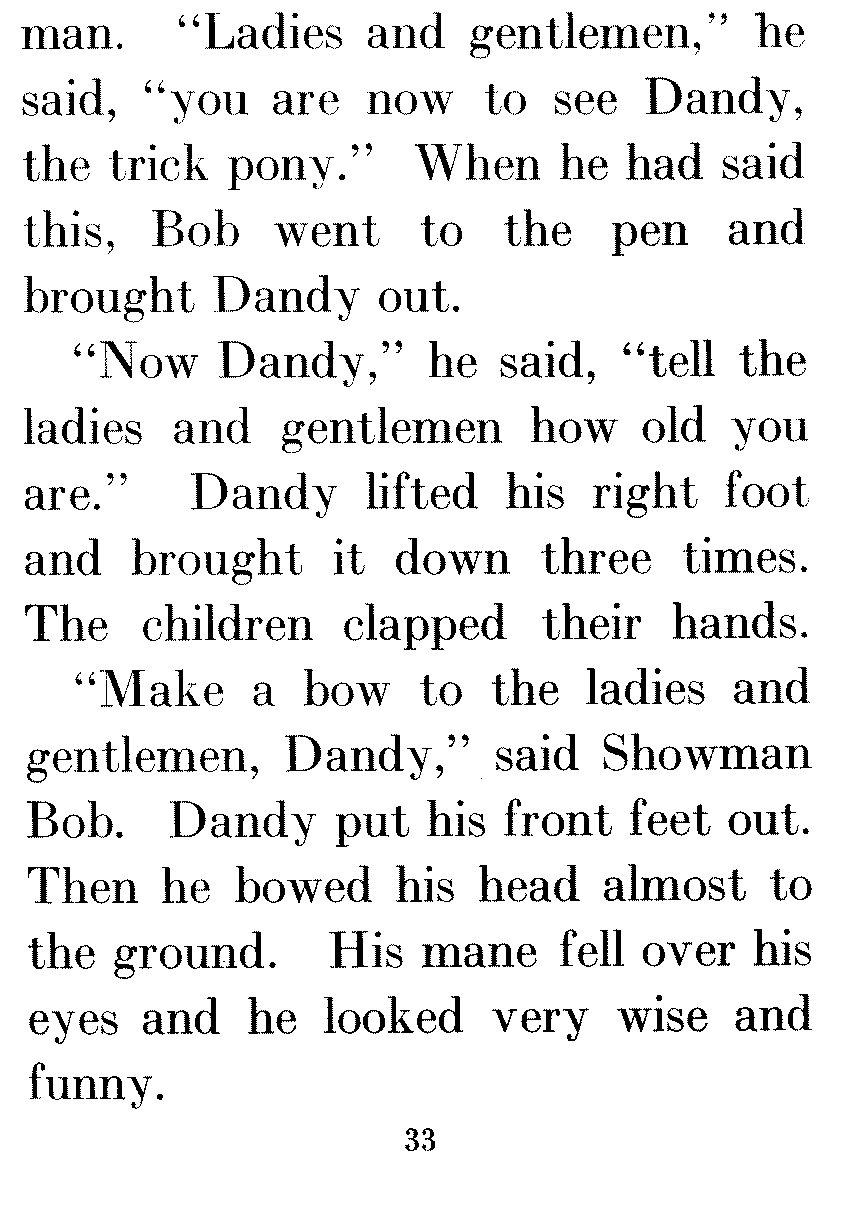 man. “Ladies and gentlemen,” he
said, “you are now to see Dandy,
the trick pony.” When he had said
this, Bob went to the pen and
brought Dandy out.
“Now Dandy,” he said, “tell the
ladies and gentlemen how old you
are.” Dandy lifted his right foot
and brought it down three times.
The children clapped their hands.
“Make a bow to the ladies and
gentlemen, Dandy,” said Showman
Bob. Dandy put his front feet out.
Then he bowed his head almost to
the ground. His mane fell over his
eyes and he looked very wise and
funny.
33